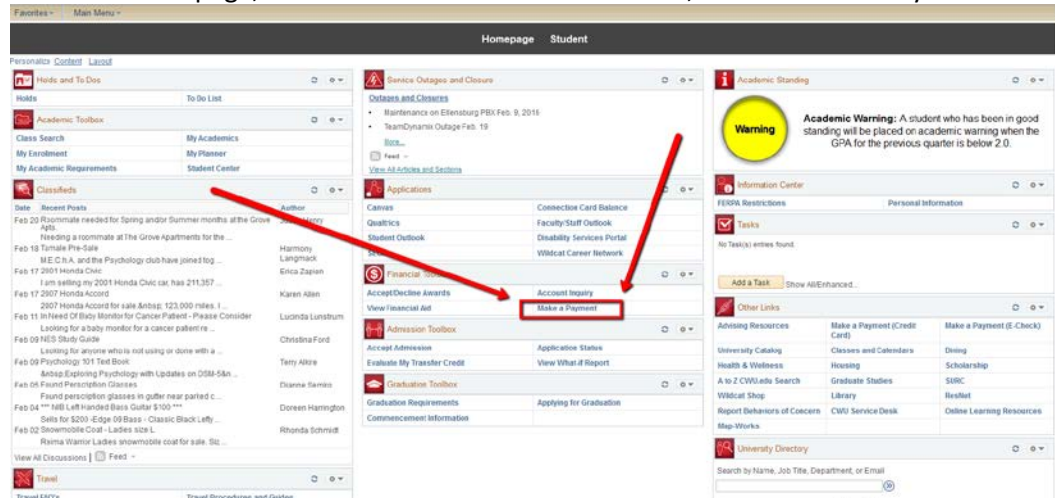 Favorites Main Menu
Homepage Student
Personalize Content Layout
Holds and To Dos
Holds To Do List
Academic Toolbox
Class Search My Academics
My Enrolment My Planner
My Academic Requirements Student Center
Classifieds
Date Recent Posts Author
Feb 20 Roommate needed for Spring and/or Summer months at the Grove Henry
Apts.
Needing a roommate at The Grove Apartments for the ...
Feb 18 Tamale Pre-Sale Harmony
M.E.Ch.A. and the Psychology club have joined tog ... Langmack
Feb 17 2001 Honda Civic Erica Zapien
I am selling my 2001 Honda Civic car, has 211,357 ...
Feb 17 2007 Honda Accord Karen Allen
2007 Honda Accord for sale.&nbsp; 123,000 miles. I ...
Feb 11 In Need Of Baby Monitor for Cancer Patient - Please Consider Lucinda Lunstrum
Looking for a baby monitor for a cancer patient re ...
Feb 09 NES Study Guide Christina Ford
Looking for anyone who is not using or done with a ...
Feb 09 Psychology 101 Text Book Terry Alkire
&nbsp;Exploring Psychology with Updates on DSM-5&n ...
Feb 05 Found Perscription Glasses Dianne
Found perscription glasses in gutter near parked c...
Feb 04 *** NIB Left Handed Bass Guitar $100 *** Doreen Harrington
Sells for $200 -Edge 09 Bass - Classic Black Lefty ...
Feb 02 Snowmobile Coat - Ladies size L Rhonda Schmidt
Reima Warrior Ladies snowmobile coat for sale. Siz ...
View All Discussions | Feed
Travel
Travel FAQ's Travel Procedures and Guides
Service Outages and Closure
Outages and Closures
• Maintenance on Ellensburg PBX Feb. 9, 2016
• TeamDynamix Outage Feb. 19
More...
Feed
View All Articles and Sections
Applications
Canvas Connection Card Balance
Qualtrics Faculty/Staff Outlook
Student Outlook Disability Services Portal
Wildcat Career Network
Financial
Accept/Decline Awards Account Inquiry
View Financial Aid Make a Payment
Admission Toolbox
Accept Admission Application Status
Evaluate My Transfer Credit View What-if Report
Graduation Toolbox
Graduation Requirements Applying for Graduation
Commencement Information
Academic Standing
Warning
Academic Warning: A student who has been in good
standing will be placed on academic warning when the
GPA for the previous
quarter is below 2.0.
Information Center
FERPA Restrictions Personal Information
Tasks
No Task(s) entries found.
Add a Task Show All/Enhanced...
Other Links
Advising Resources Make a Payment (Credit Make a Payment (E-Check)
Card)
University Catalog Classes and Calendars Dining
Health & Wellness Housing Scholarship
A to Z CWU.edu Search Graduate Studies SURC
Wildcat Shop Library ResNet
Report Behaviors of Concern CWU Service Desk Online Learning Resources
Map-Works
University Directory
Search by Name, Job Title, Department, or Email